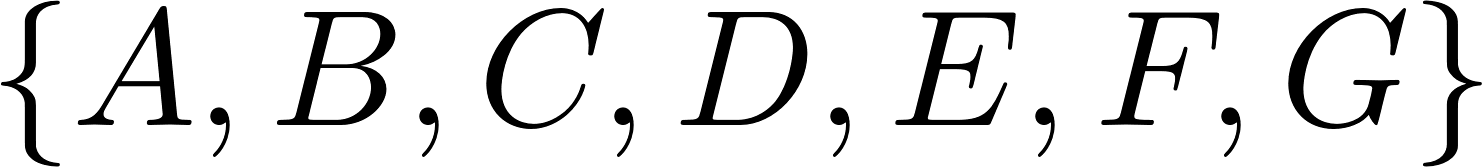 {A, B, C, D, E, F, G}